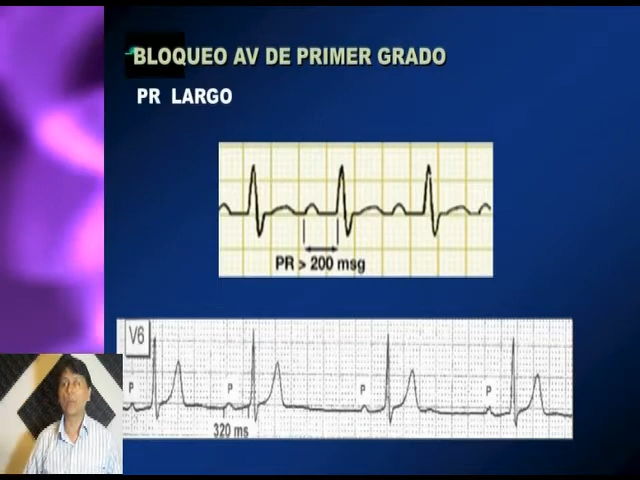 BLOQUEO AV DE PRIMER GRADO
PR LARGO
PR > 200 msg
V6
P P P P
320 ms